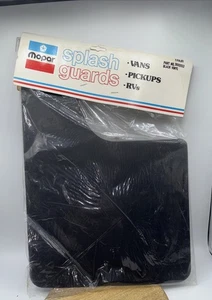 Mopar
splash
guards
• VANS
• PICKUPS
• RVs